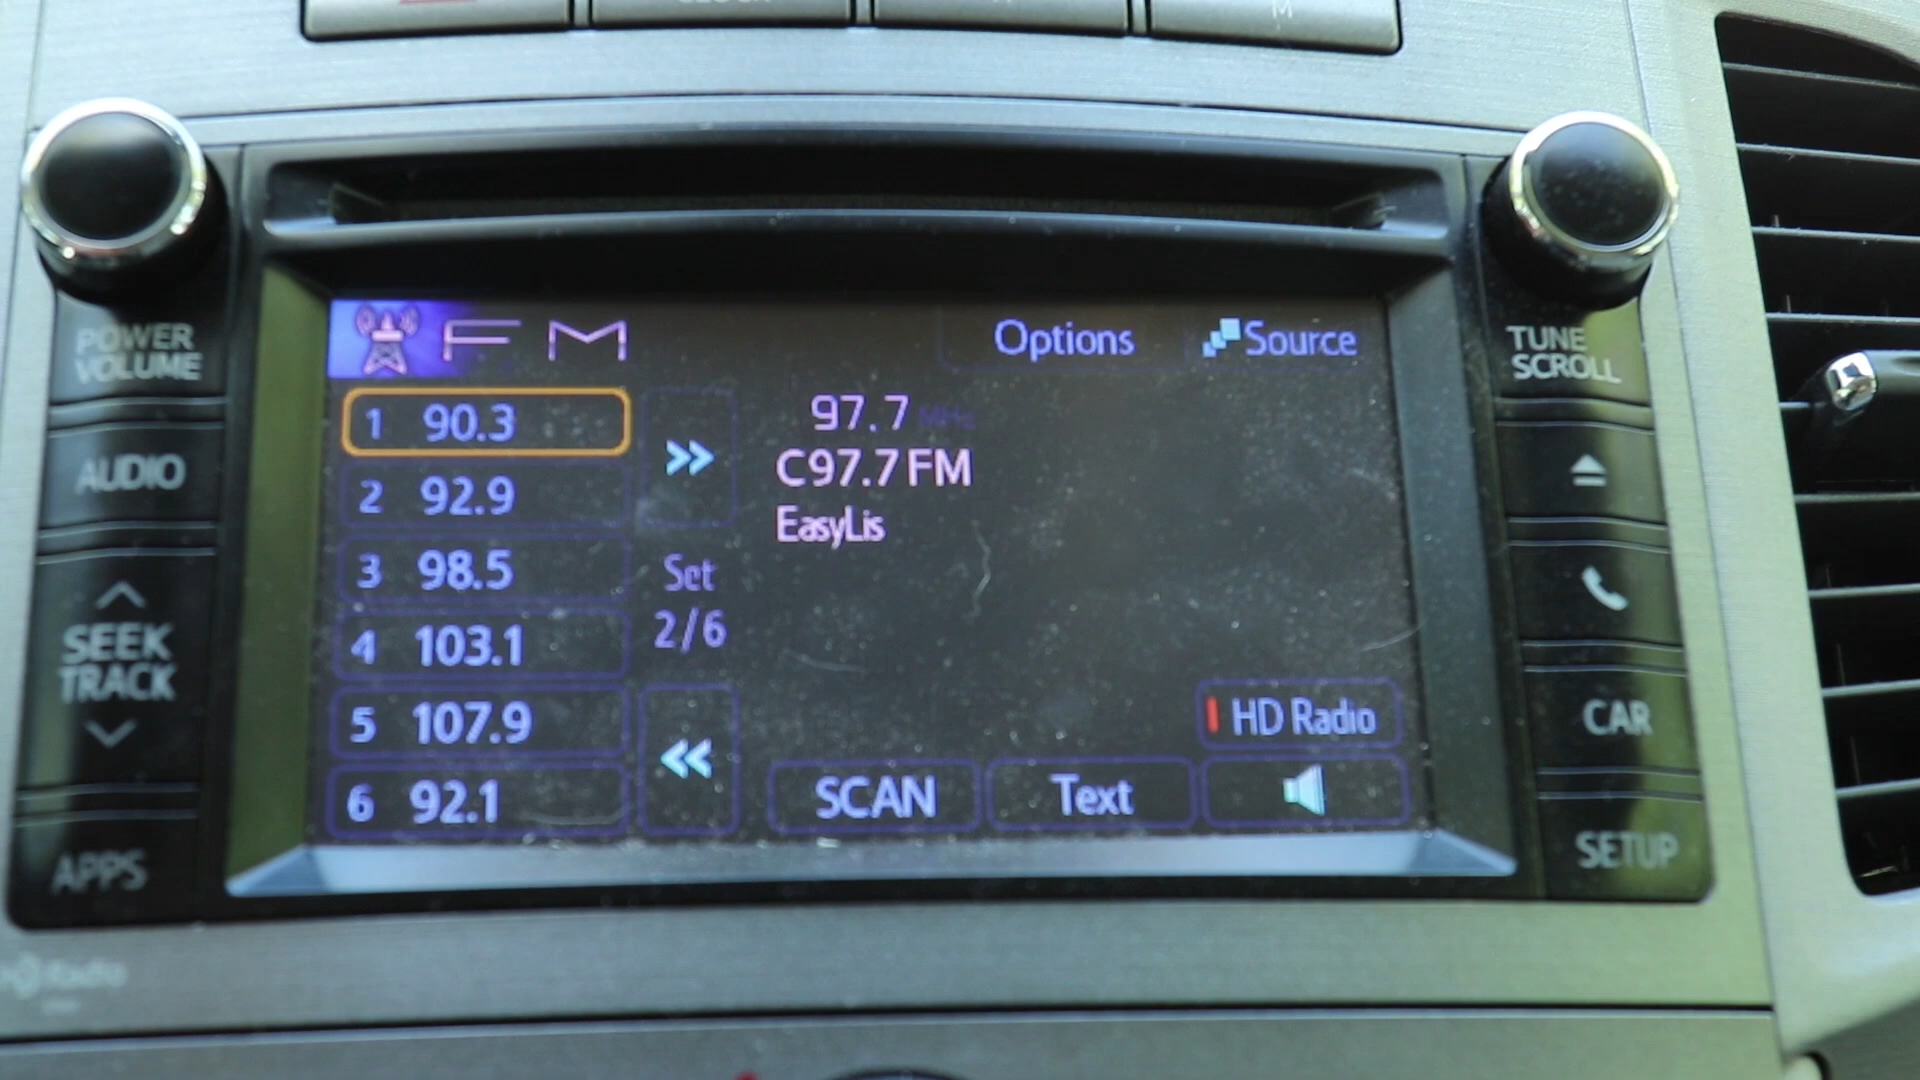 CLOCK
POWER
VOLUME
AUDIO
SEEK
TRACK
APPS
FM
Options
Source
1 90.3
2 92.9
3 98.5
4 103.1
5 107.9
6 92.1
Set
2/6
97.7 MHz
C97.7 FM
EasyLis
HD Radio
SCAN
Text
TUNE
SCROLL
CAR
SETUP
Radio